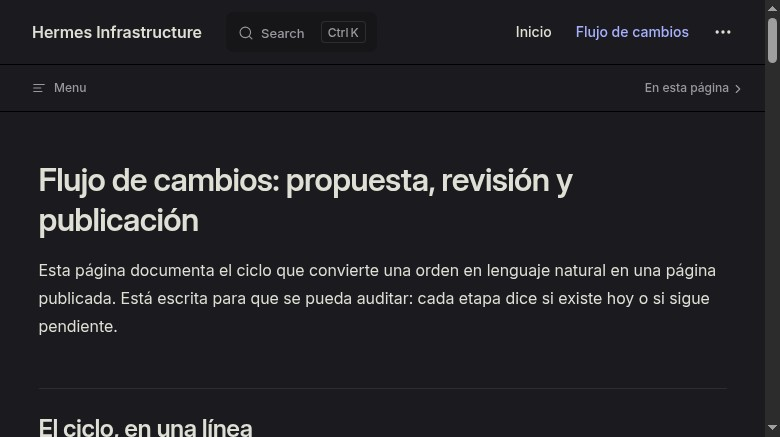 Hermes Infrastructure
Search
Ctrl K
Inicio
Flujo de cambios
Menu
En esta página
Flujo de cambios: propuesta, revisión y
publicación
Esta página documenta el ciclo que convierte una orden en lenguaje natural en una página
publicada. Está escrita para que se pueda auditar: cada etapa dice si existe hoy o si sigue
pendiente.
El ciclo, en una línea